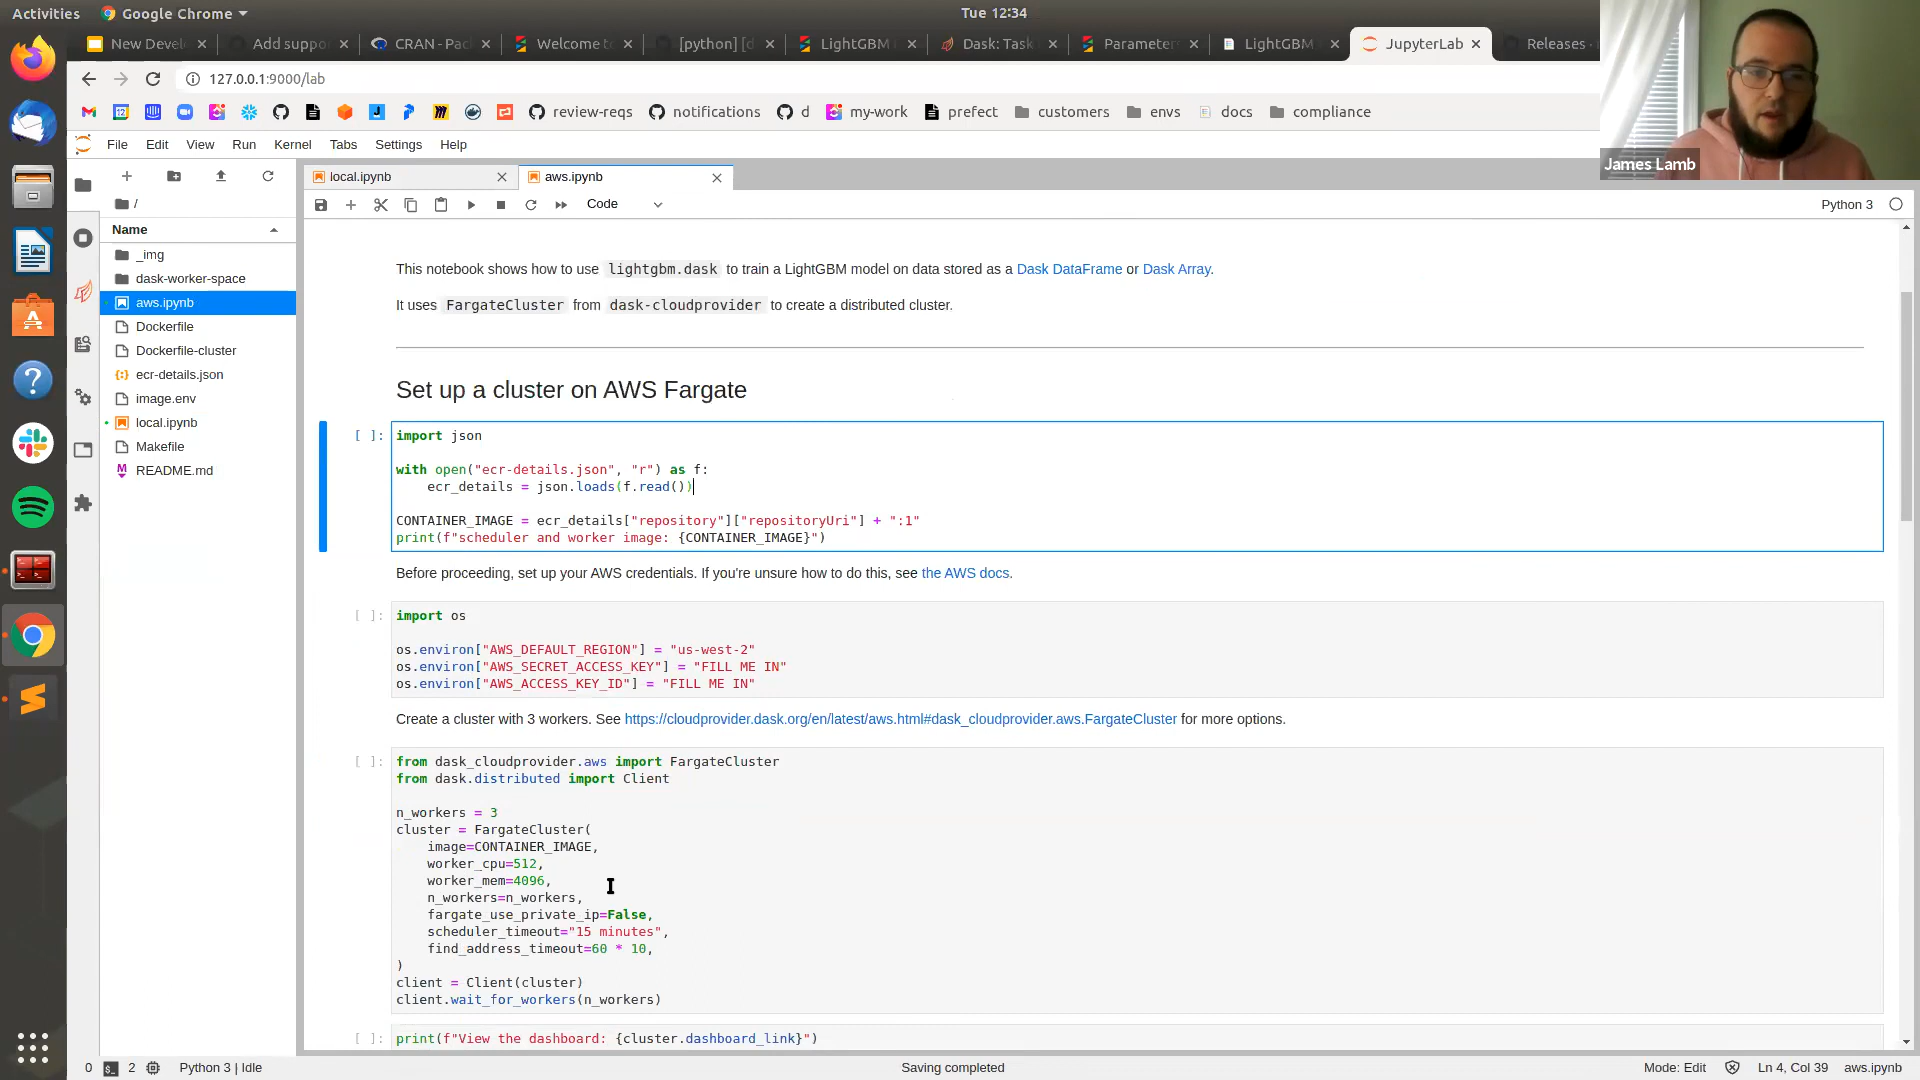 Activities Google Chrome Tue 12:34
New Devel Add suppo CRAN - Pac Welcome to [python] [d LightGBM Dask: Task Parameter LightGBM JupyterLab Releases ·
127.0.0.1:9000/lab
review-reqs notifications d my-work prefect customers envs docs compliance
James Lamb
File Edit View Run Kernel Tabs Settings Help
local.ipynb aws.ipynb
Code Python 3
/
Name
_img
dask-worker-space
aws.ipynb
Dockerfile
Dockerfile-cluster
ecr-details.json
image.env
local.ipynb
Makefile
README.md
This notebook shows how to use lightgbm.dask to train a LightGBM model on data stored as a Dask DataFrame or Dask Array.
It uses FargateCluster from dask-cloudprovider to create a distributed cluster.
Set up a cluster on AWS Fargate
[ ]: import json
with open("ecr-details.json", "r") as f:
ecr_details = json.loads(f.read())
CONTAINER_IMAGE = ecr_details["repository"]["repositoryUri"] + ":1"
print(f"scheduler and worker image: {CONTAINER_IMAGE}")
Before proceeding, set up your AWS credentials. If you're unsure how to do this, see the AWS docs.
[ ]: import os
os.environ["AWS_DEFAULT_REGION"] = "us-west-2"
os.environ["AWS_SECRET_ACCESS_KEY"] = "FILL ME IN"
os.environ["AWS_ACCESS_KEY_ID"] = "FILL ME IN"
Create a cluster with 3 workers. See https://cloudprovider.dask.org/en/latest/aws.html#dask_cloudprovider.aws.FargateCluster for more options.
[ ]: from dask_cloudprovider.aws import FargateCluster
from dask.distributed import Client
n_workers = 3
cluster = FargateCluster(
image=CONTAINER_IMAGE,
worker_cpu=512,
worker_mem=4096,
n_workers=n_workers,
fargate_use_private_ip=False,
scheduler_timeout="15 minutes",
find_address_timeout=60 * 10,
)
client = Client(cluster)
client.wait_for_workers(n_workers)
[ ]: print(f"View the dashboard: {cluster.dashboard_link}")
0 2 Python 3 | Idle Saving completed Mode: Edit Ln 4, Col 39 aws.ipynb